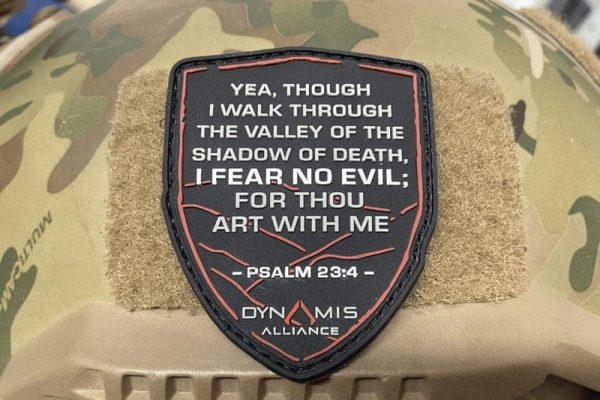 YEA, THOUGH
I WALK THROUGH
THE VALLEY OF THE
SHADOW OF DEATH,
I FEAR NO EVIL;
FOR THOU
ART WITH ME
– PSALM 23:4 –
DYNAMIS
ALLIANCE
MULTICAM